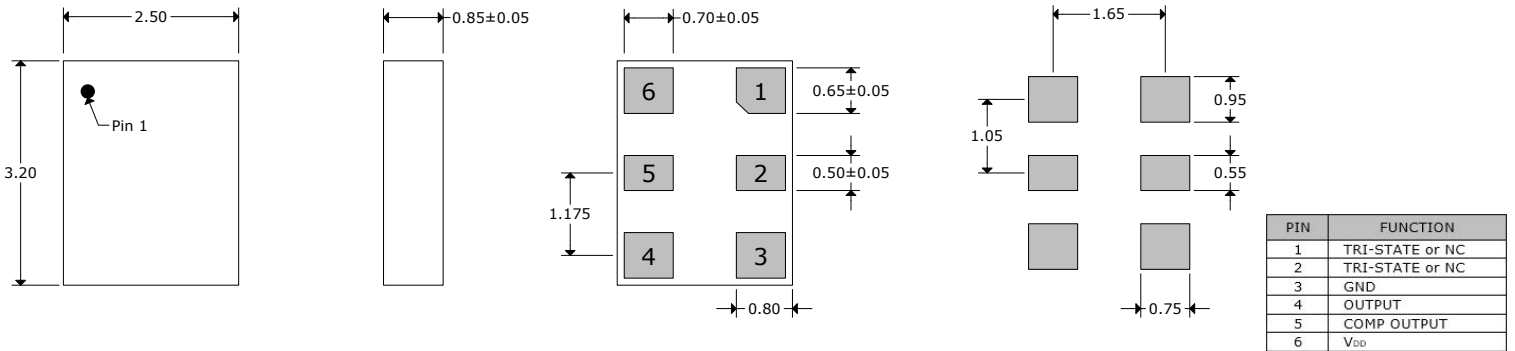 2.50
0.85±0.05
0.70±0.05
1.65
Pin 1
3.20
6
1
0.65±0.05
5
2
0.50±0.05
1.175
4
3
0.80
0.95
1.05
0.55
0.75
PIN FUNCTION
1 TRI-STATE or NC
2 TRI-STATE or NC
3 GND
4 OUTPUT
5 COMP OUTPUT
6 VDD